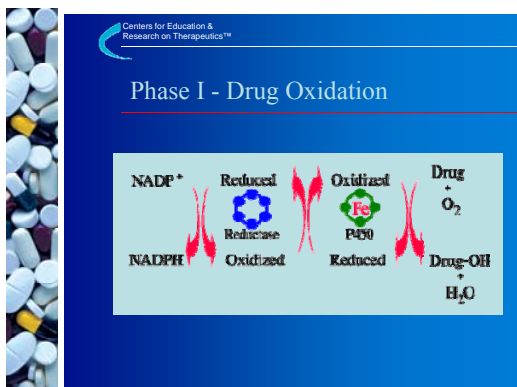 Centers for Education &
Research on Therapeutics™
Phase I - Drug Oxidation
NADP+
Reduced
Oxidized
Drug
+
O₂
Fe
Reductase
P450
NADPH
Oxidized
Reduced
Drug-OH
+
H₂O